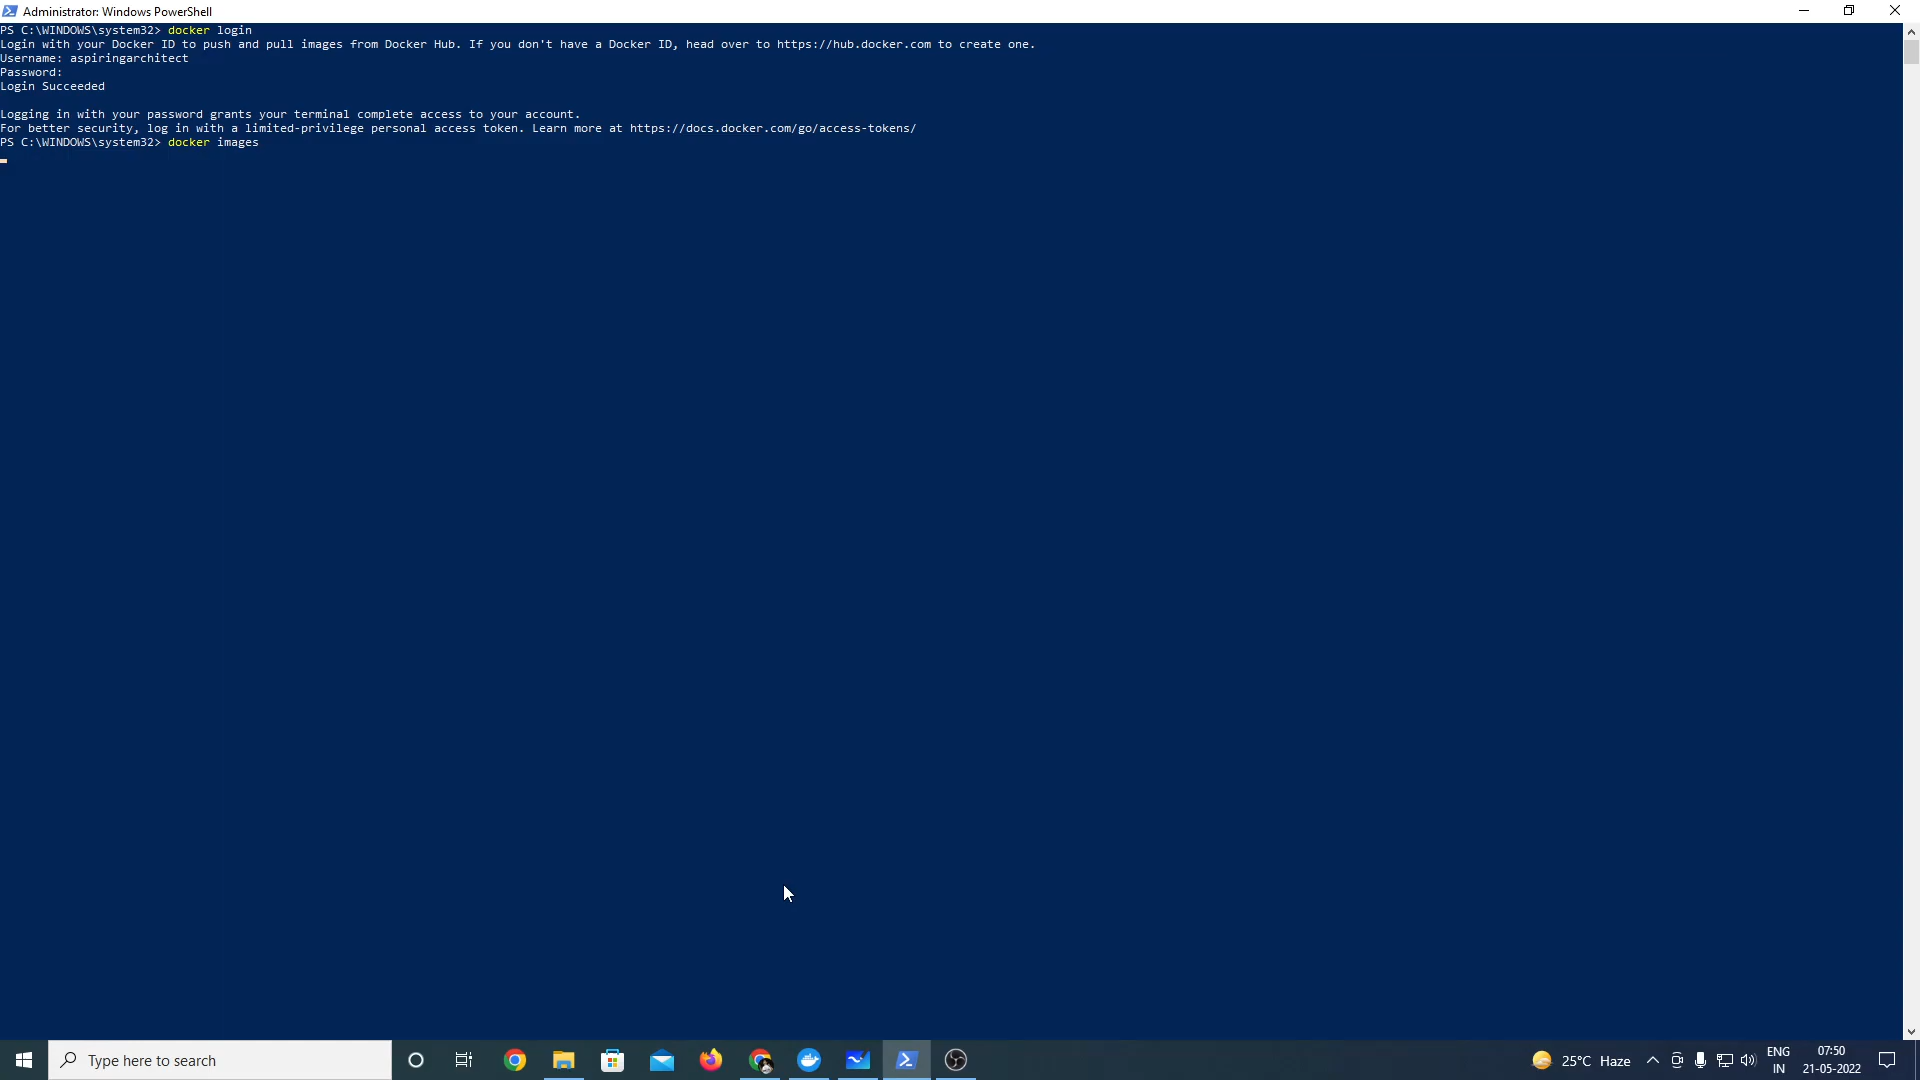 Administrator: Windows PowerShell
PS C:\WINDOWS\system32> docker login
Login with your Docker ID to push and pull images from Docker Hub. If you don't have a Docker ID, head over to https://hub.docker.com to create one.
Username: aspiringarchitect
Password:
Login Succeeded
Logging in with your password grants your terminal complete access to your account.
For better security, log in with a limited-privilege personal access token. Learn more at https://docs.docker.com/go/access-tokens/
PS C:\WINDOWS\system32> docker images
Type here to search
25°C Haze
ENG
IN
07:50
21-05-2022